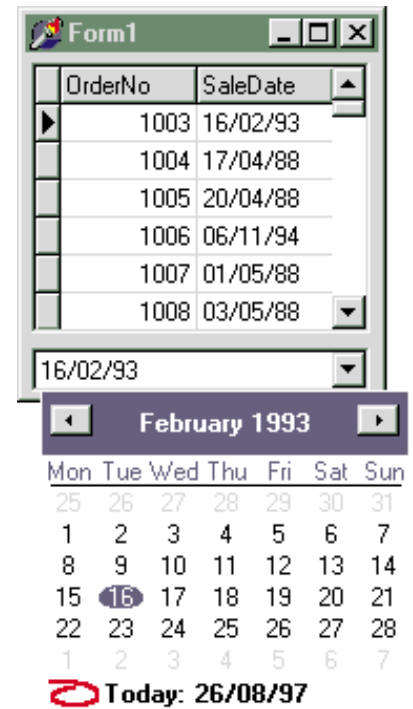 Form1
OrderNo SaleDate
1003 16/02/93
1004 17/04/88
1005 20/04/88
1006 06/11/94
1007 01/05/88
1008 03/05/88
16/02/93
February 1993
Mon Tue Wed Thu Fri Sat Sun
25 26 27 28 29 30 31
1 2 3 4 5 6 7
8 9 10 11 12 13 14
15 16 17 18 19 20 21
22 23 24 25 26 27 28
1 2 3 4 5 6 7
Today: 26/08/97